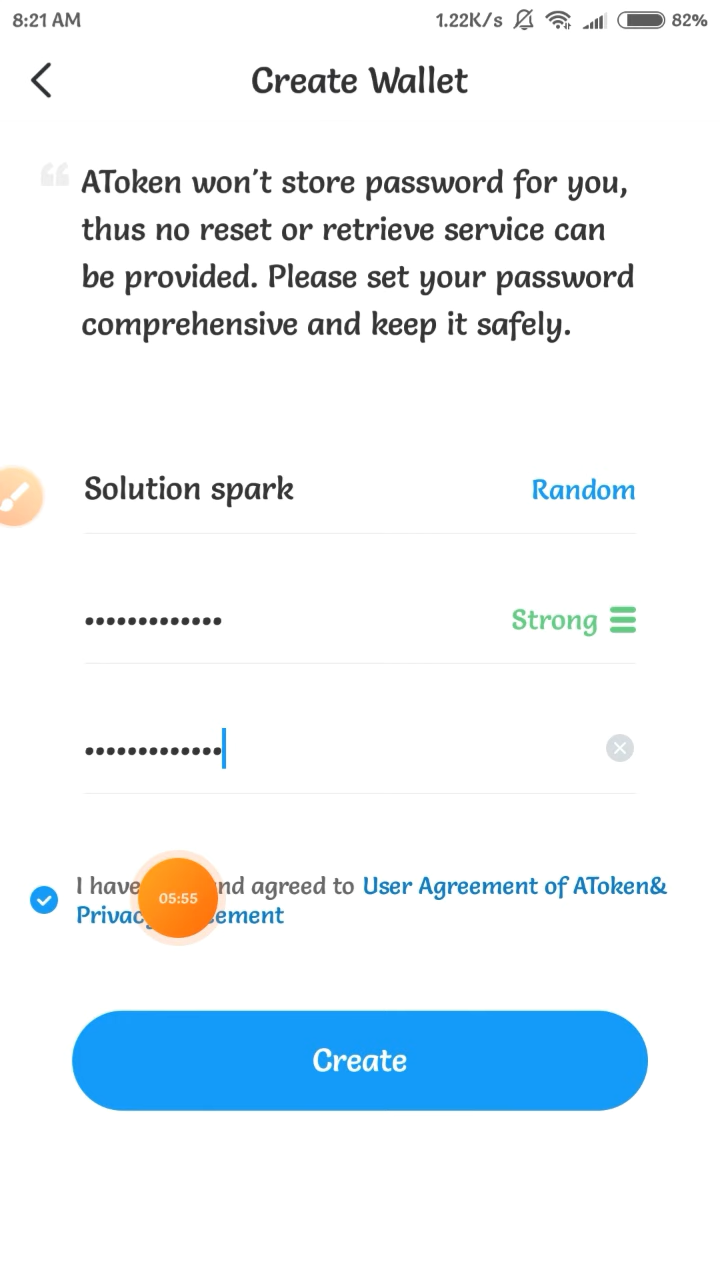 8:21 AM 1.22K/s 82%
Create Wallet
“ AToken won't store password for you,
thus no reset or retrieve service can
be provided. Please set your password
comprehensive and keep it safely.
Solution spark Random
••••••••••••• Strong
•••••••••••••
I have nd agreed to User Agreement of AToken&
05:55
Privac ement
Create